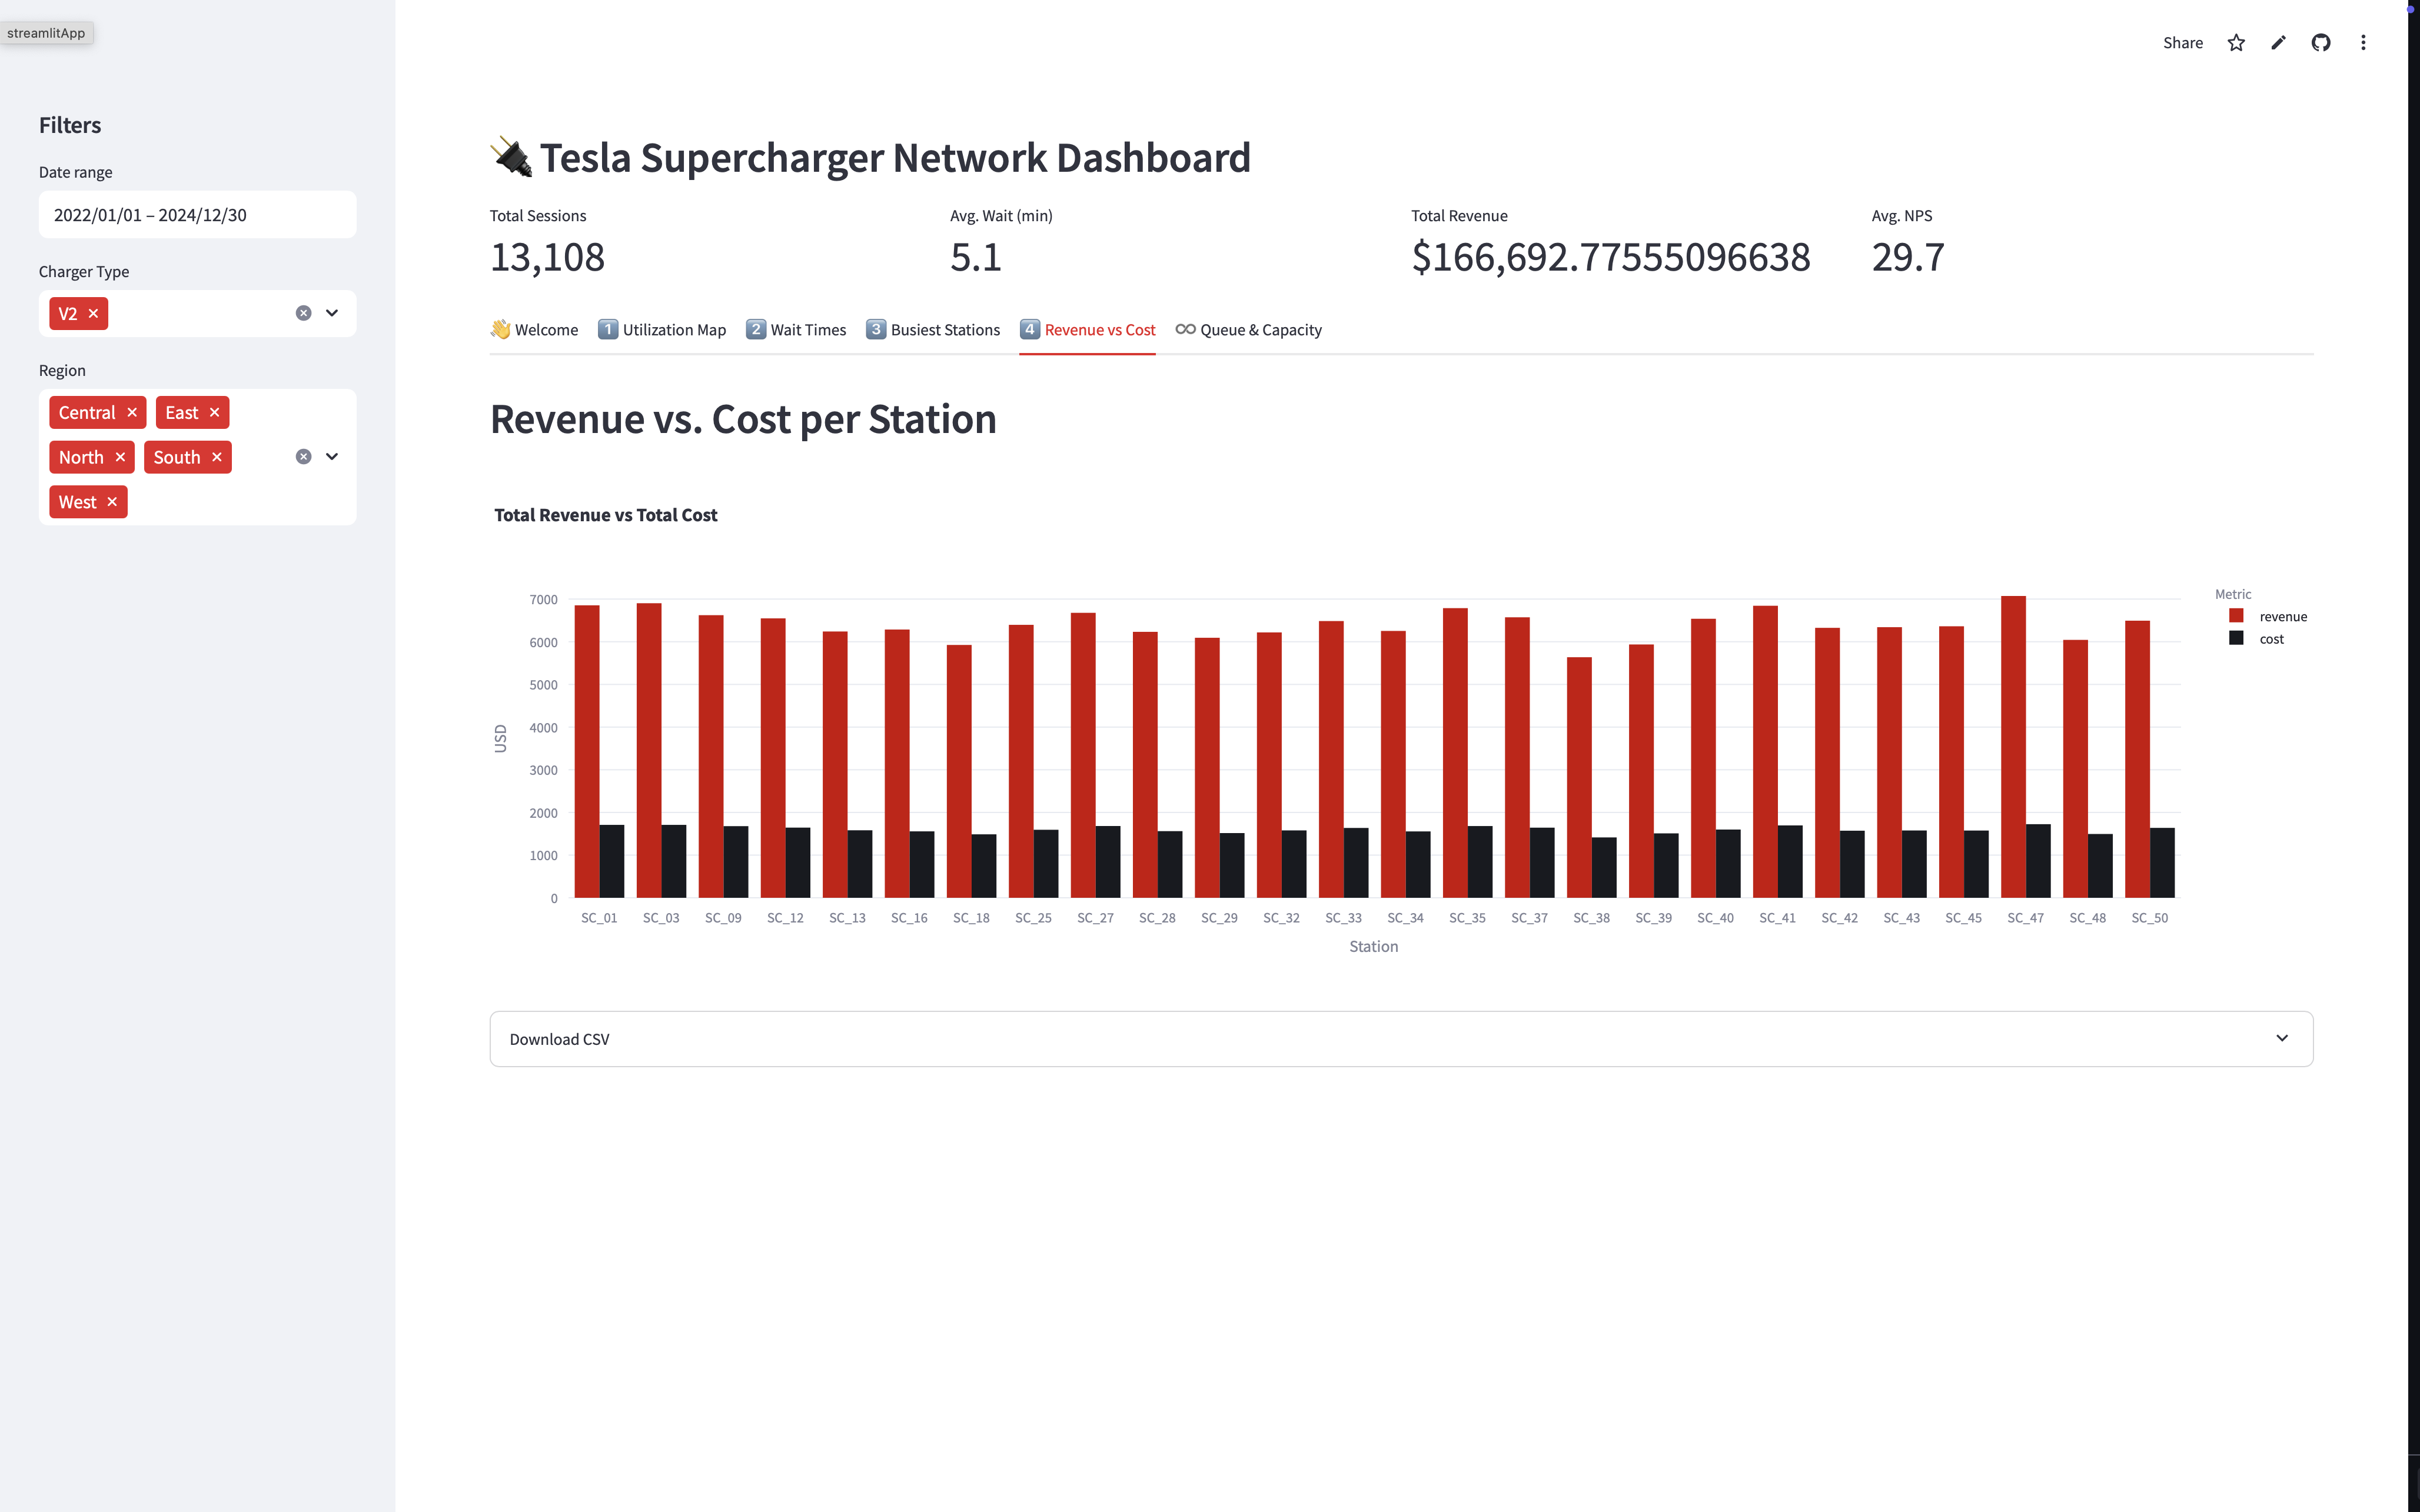 streamlitApp
Share
Filters
Date range
2022/01/01 – 2024/12/30
Charger Type
V2
Region
Central East
North South
West
Tesla Supercharger Network Dashboard
Total Sessions Avg. Wait (min) Total Revenue Avg. NPS
13,108 5.1 $166,692.77555096638 29.7
Welcome 1 Utilization Map 2 Wait Times 3 Busiest Stations 4 Revenue vs Cost Queue & Capacity
Revenue vs. Cost per Station
Total Revenue vs Total Cost
Metric
revenue
cost
7000
6000
5000
4000
3000
2000
1000
0
USD
SC_01 SC_03 SC_09 SC_12 SC_13 SC_16 SC_18 SC_25 SC_27 SC_28 SC_29 SC_32 SC_33 SC_34 SC_35 SC_37 SC_38 SC_39 SC_40 SC_41 SC_42 SC_43 SC_45 SC_47 SC_48 SC_50
Station
Download CSV